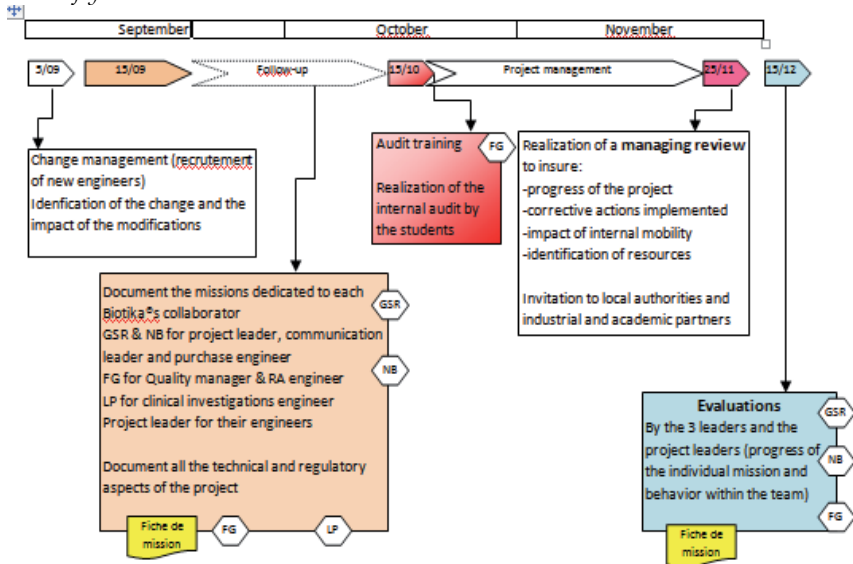 September
October
November
5/09
15/09
Follow-up
15/10
Project management
25/11
15/12
Change management (recrutement
of new engineers)
Idenfication of the change and the
impact of the modifications
Audit training
FG
Realization of the
internal audit by
the students
Realization of a managing review
to insure:
-progress of the project
-corrective actions implemented
-impact of internal mobility
-identification of resources
Invitation to local authorities and
industrial and academic partners
Document the missions dedicated to each
Biotika®s collaborator
GSR & NB for project leader, communication
leader and purchase engineer
FG for Quality manager & RA engineer
LP for clinical investigations engineer
Project leader for their engineers
Document all the technical and regulatory
aspects of the project
GSR
NB
Fiche de
mission
FG
LP
Evaluations
By the 3 leaders and the
project leaders (progress of
the individual mission and
behavior within the team)
GSR
NB
FG
Fiche de
mission